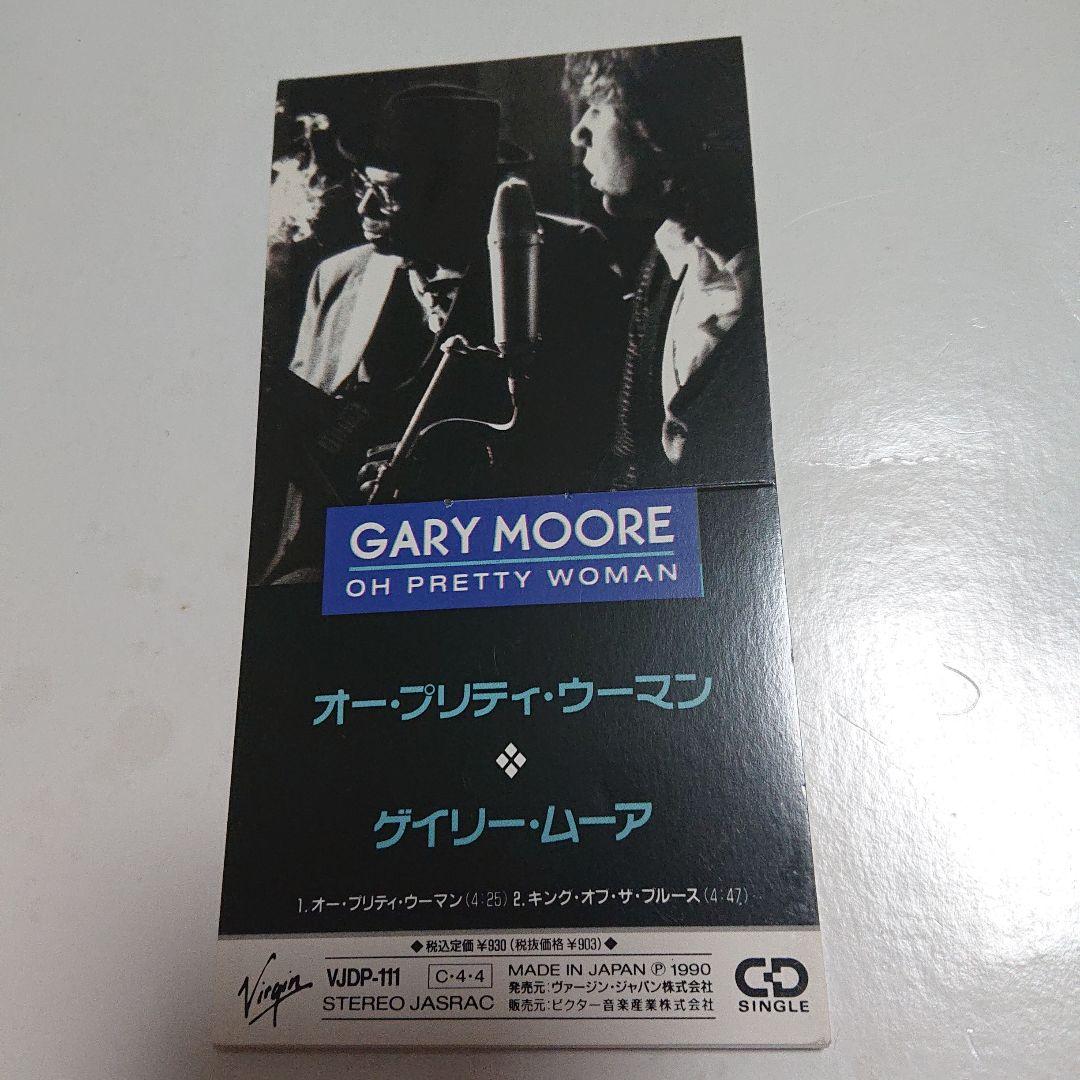 GARY MOORE
OH PRETTY WOMAN
オー・プリティ・ウーマン
ゲイリー・ムーア
1. オー・プリティ・ウーマン(4:25) 2. キング・オブ・ザ・ブルース(4:47)
◆税込定価¥930(税抜価格¥903)◆
Virgin
VJDP-111 C・4・4
STEREO JASRAC
MADE IN JAPAN Ⓟ 1990
発売元:ヴァージン・ジャパン株式会社
販売元:ビクター音楽産業株式会社
CD
SINGLE